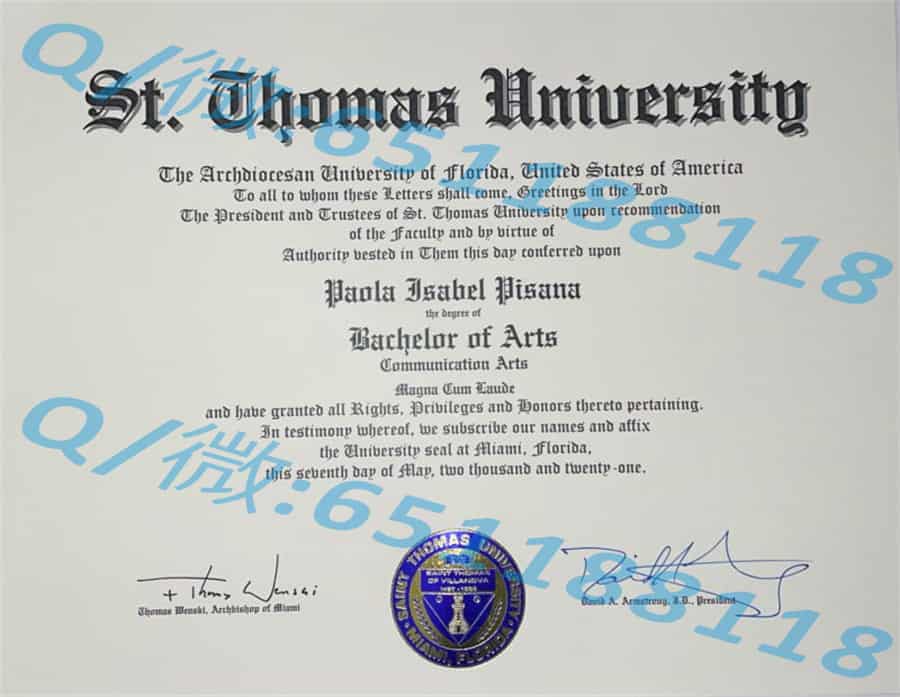 St. Thomas University
The Archdiocesan University of Florida, United States of America
To all to whom these Letters shall come, Greetings in the Lord
The President and Trustees of St. Thomas University upon recommendation
of the Faculty and by virtue of
Authority vested in Them this day conferred upon
Paola Isabel Pisana
the degree of
Bachelor of Arts
Communication Arts
Magna Cum Laude
and have granted all Rights, Privileges and Honors thereto pertaining.
In testimony whereof, we subscribe our names and affix
the University seal at Miami, Florida,
this seventh day of May, two thousand and twenty-one.
+ Thomas Wenski
Thomas Wenski, Archbishop of Miami
SAINT THOMAS UNIVERSITY
SAINT THOMAS
OF VILLANOVA
MIAMI, FLORIDA
David A. Armstrong, J.D., President
Q/微:651188118
Q/微:651188118